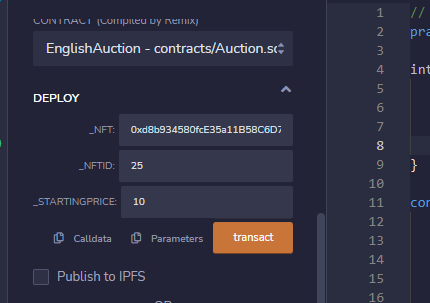 CONTRACT (Compiled by Remix)
EnglishAuction - contracts/Auction.sc
DEPLOY
_NFT: 0xd8b934580fcE35a11B58C6D7
_NFTID: 25
_STARTINGPRICE: 10
Calldata Parameters transact
Publish to IPFS
1 //
2 pra
3
4 int
5
6
7
8
9 }
10
11 con
12
13
14
15
16